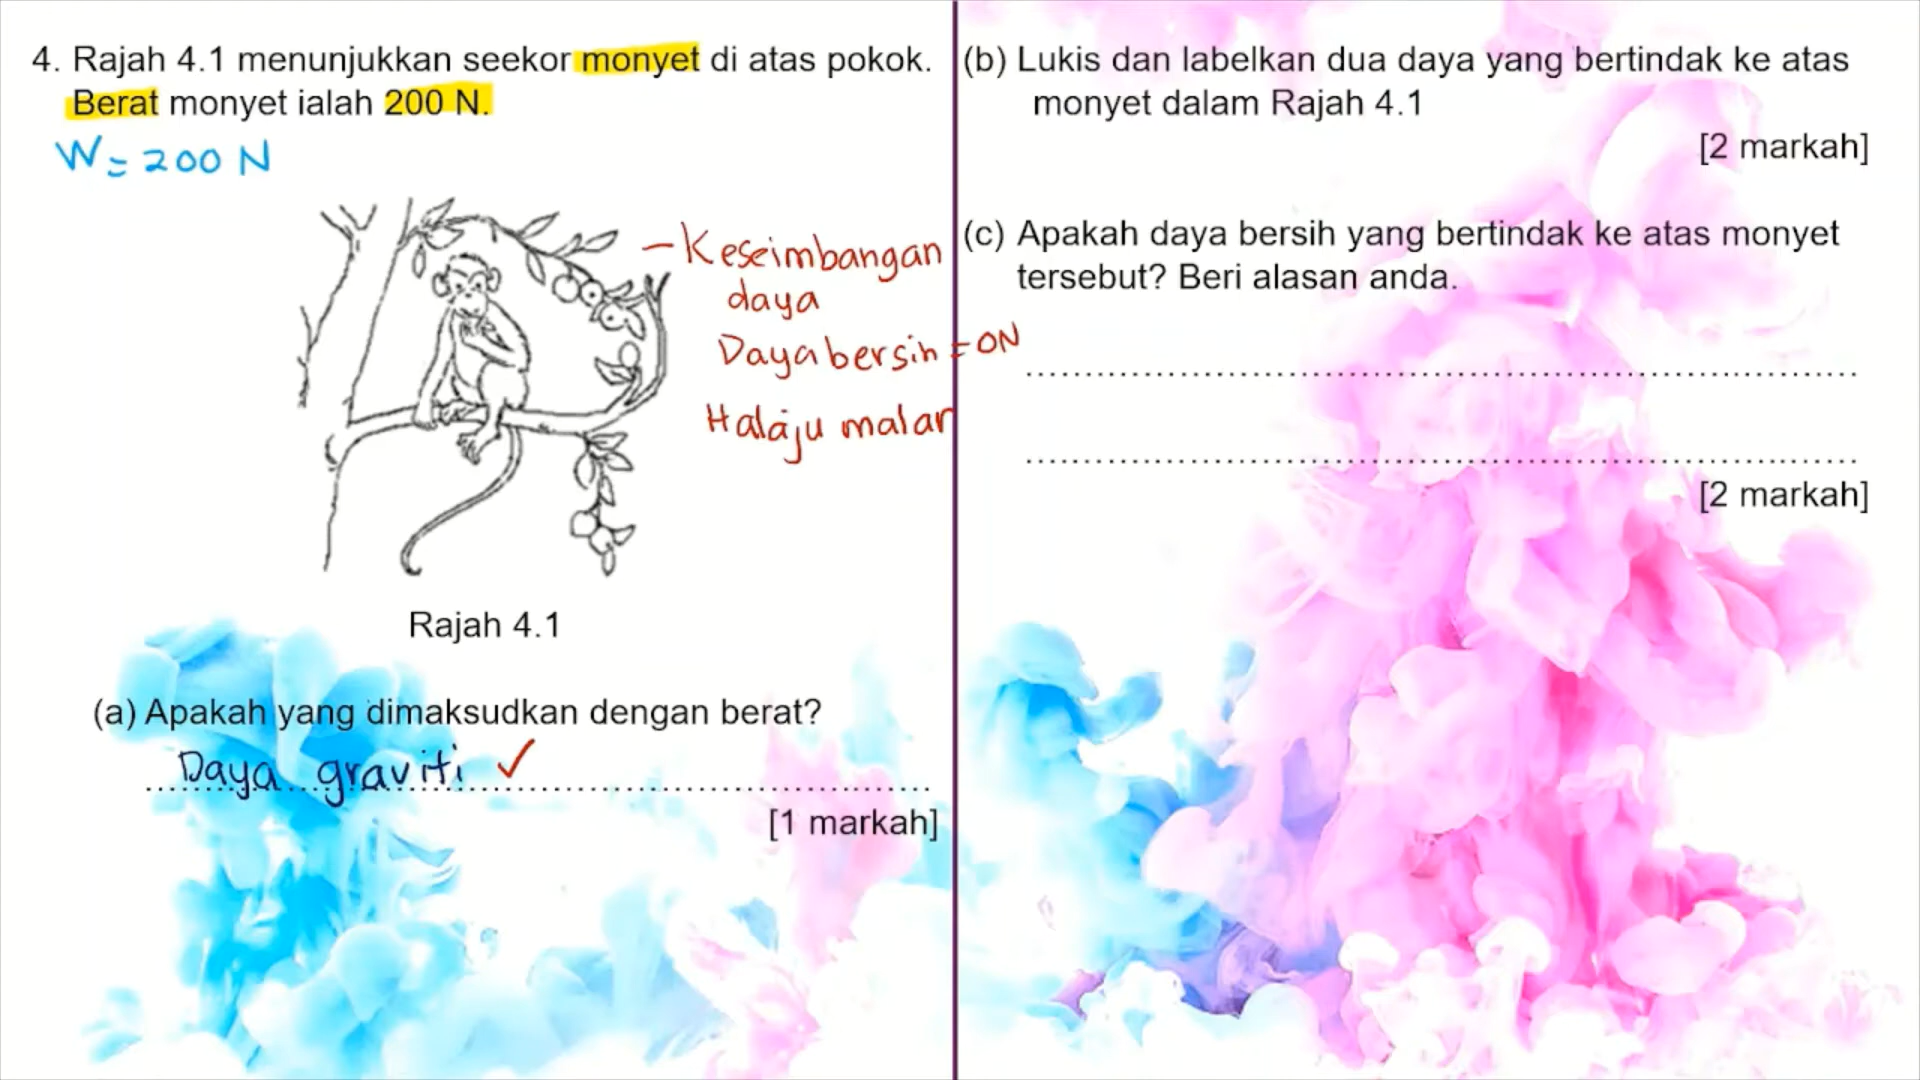 4. Rajah 4.1 menunjukkan seekor monyet di atas pokok.
Berat monyet ialah 200 N.
W = 200 N
- Keseimbangan
daya
Daya bersih = 0N
Halaju malar
Rajah 4.1
(a) Apakah yang dimaksudkan dengan berat?
Daya graviti ✓
[1 markah]
(b) Lukis dan labelkan dua daya yang bertindak ke atas
monyet dalam Rajah 4.1
[2 markah]
(c) Apakah daya bersih yang bertindak ke atas monyet
tersebut? Beri alasan anda.
[2 markah]